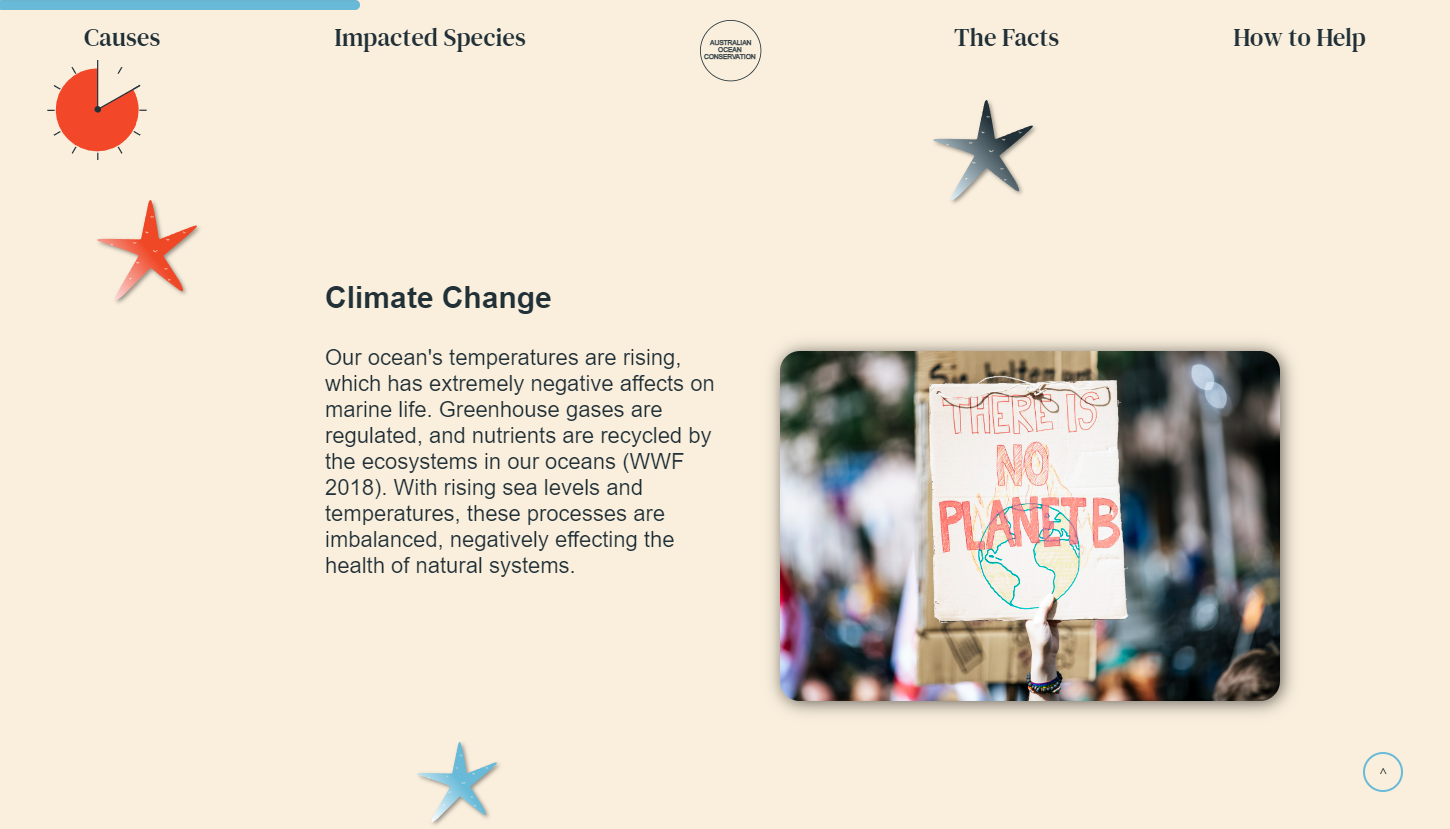 Causes
Impacted Species
AUSTRALIAN
OCEAN
CONSERVATION
The Facts
How to Help
Climate Change
Our ocean's temperatures are rising,
which has extremely negative affects on
marine life. Greenhouse gases are
regulated, and nutrients are recycled by
the ecosystems in our oceans (WWF
2018). With rising sea levels and
temperatures, these processes are
imbalanced, negatively effecting the
health of natural systems.
Sie
THERE IS
NO
PLANET B
^